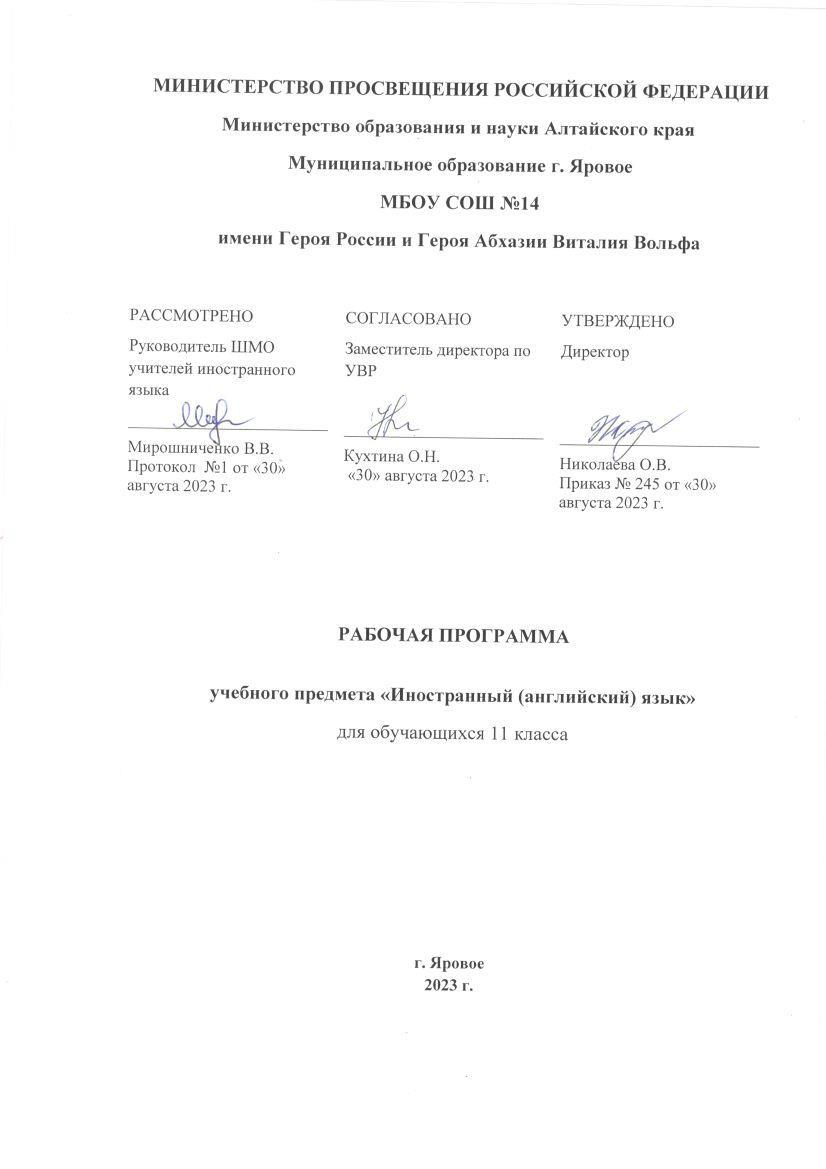 МИНИСТЕРСТВО ПРОСВЕЩЕНИЯ РОССИЙСКОЙ ФЕДЕРАЦИИ
Министерство образования и науки Алтайского края
Муниципальное образование г. Яровое
МБОУ СОШ №14
имени Героя России и Героя Абхазии Виталия Вольфа
РАССМОТРЕНО
Руководитель ШМО
учителей иностранного
языка
Мирошниченко В.В.
Протокол №1 от «30»
августа 2023 г.
СОГЛАСОВАНО
Заместитель директора по
УВР
Кухтина О.Н.
«30» августа 2023 г.
УТВЕРЖДЕНО
Директор
Николаева О.В.
Приказ № 245 от «30»
августа 2023 г.
РАБОЧАЯ ПРОГРАММА
учебного предмета «Иностранный (английский) язык»
для обучающихся 11 класса
г. Яровое
2023 г.